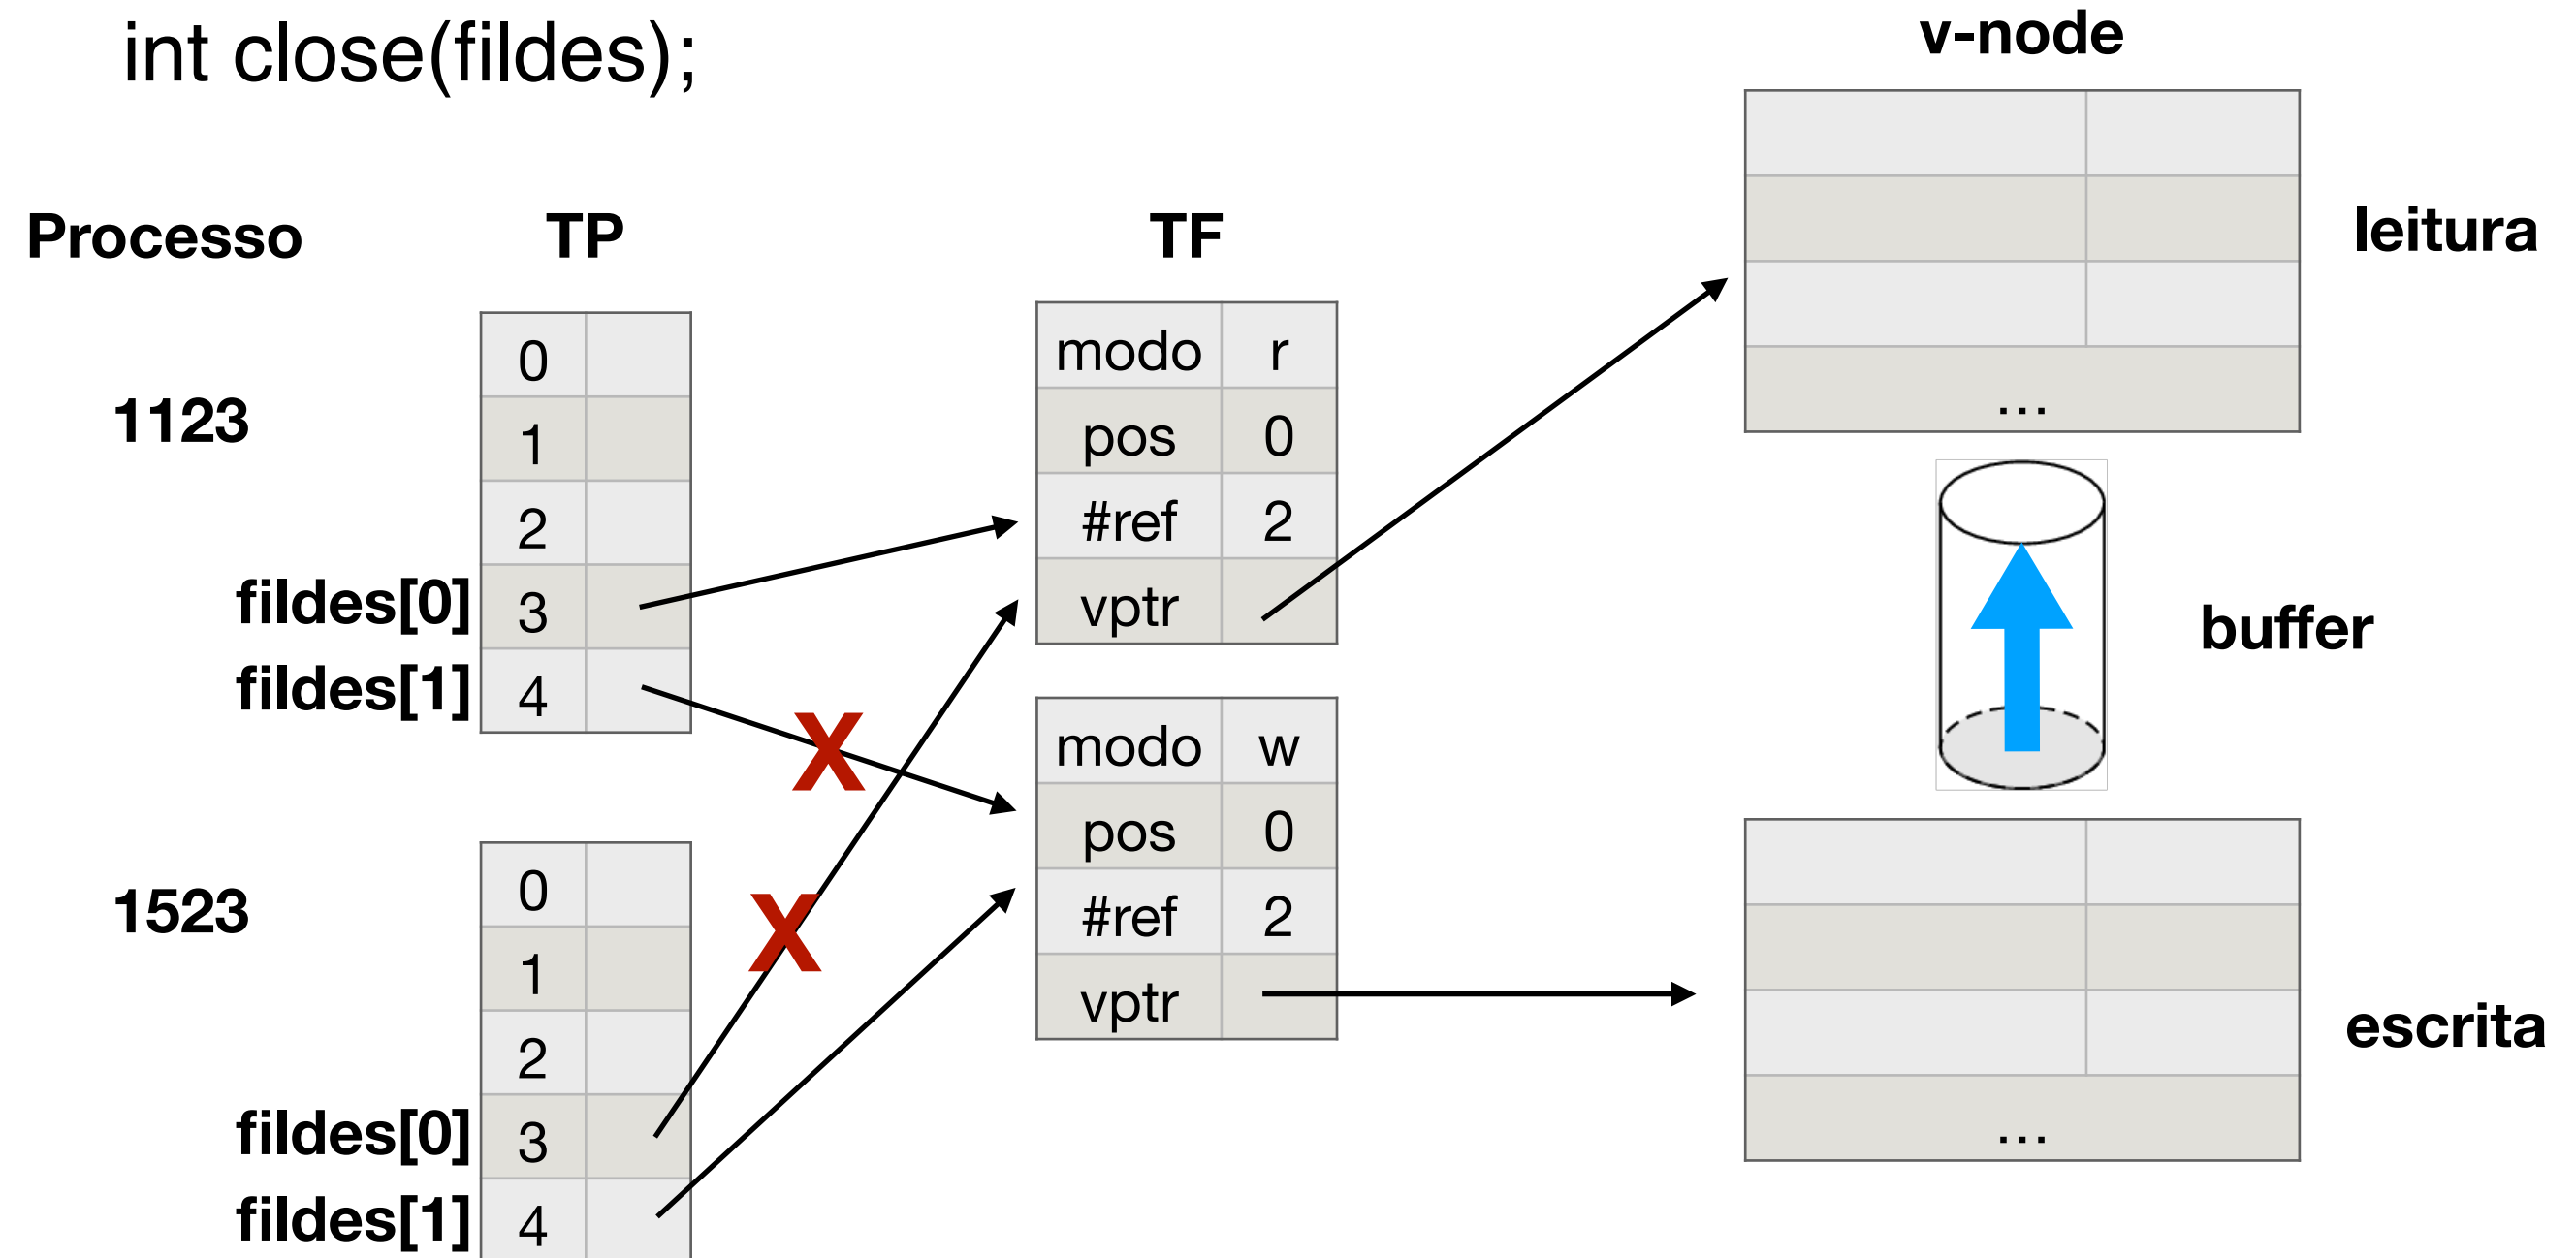 int close(fildes);
v-node
Processo TP TF
leitura
1123
0
1
2
fildes[0] 3
fildes[1] 4
modo r
pos 0
#ref 2
vptr
...
buffer
X
X
modo w
pos 0
#ref 2
vptr
1523
0
1
2
fildes[0] 3
fildes[1] 4
escrita
...